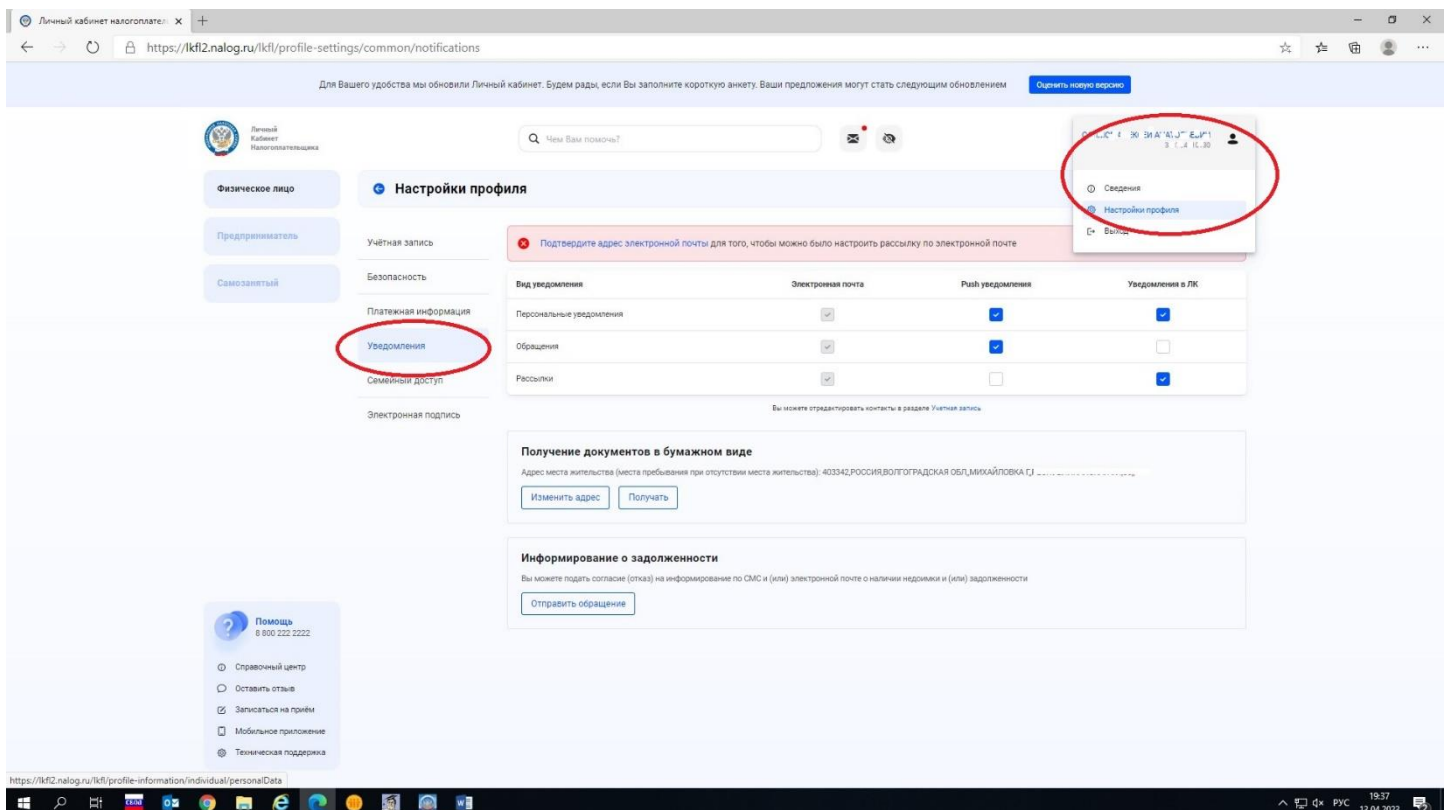 Личный кабинет налогоплател
https://lkfl2.nalog.ru/lkfl/profile-settings/common/notifications
Для Вашего удобства мы обновили Личный кабинет. Будем рады, если Вы заполните короткую анкету. Ваши предложения могут стать следующим обновлением
Оценить новую версию
Личный
Кабинет
Налогоплательщика
Чем Вам помочь?
Сведения
Настройки профиля
Выход
Физическое лицо
Предприниматель
Самозанятый
Настройки профиля
Учётная запись
Безопасность
Платежная информация
Уведомления
Семейный доступ
Электронная подпись
Подтвердите адрес электронной почты для того, чтобы можно было настроить рассылку по электронной почте
Вид уведомления Электронная почта Push уведомления Уведомления в ЛК
Персональные уведомления
Обращения
Рассылки
Вы можете отредактировать контакты в разделе Учетная запись
Получение документов в бумажном виде
Адрес места жительства (места пребывания при отсутствии места жительства): 403342,РОССИЯ,ВОЛГОГРАДСКАЯ ОБЛ,МИХАЙЛОВКА Г,
Изменить адрес Получать
Информирование о задолженности
Вы можете подать согласие (отказ) на информирование по СМС и (или) электронной почте о наличии недоимки и (или) задолженности
Отправить обращение
Помощь
8 800 222 2222
Справочный центр
Оставить отзыв
Записаться на приём
Мобильное приложение
Техническая поддержка
https://lkfl2.nalog.ru/lkfl/profile-information/individual/personalData
РУС
19:37
13.04.2023